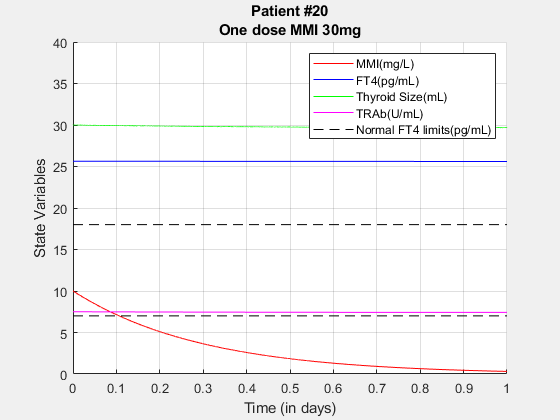 Patient #20
One dose MMI 30mg
MMI(mg/L)
FT4(pg/mL)
Thyroid Size(mL)
TRAb(U/mL)
Normal FT4 limits(pg/mL)
State Variables
40
35
30
25
20
15
10
5
0
0 0.1 0.2 0.3 0.4 0.5 0.6 0.7 0.8 0.9 1
Time (in days)